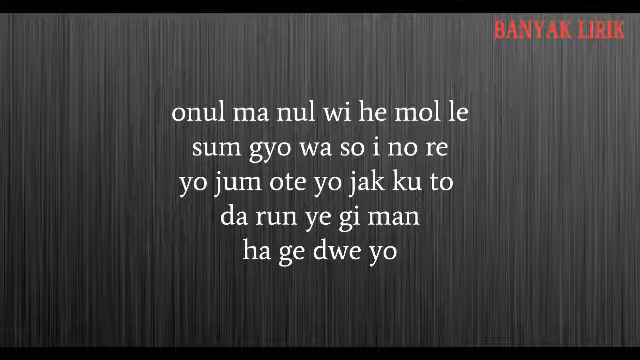 BANYAK LIRIK
onul ma nul wi he mol le
sum gyo wa so i no re
yo jum ote yo jak ku to
da run ye gi man
ha ge dwe yo